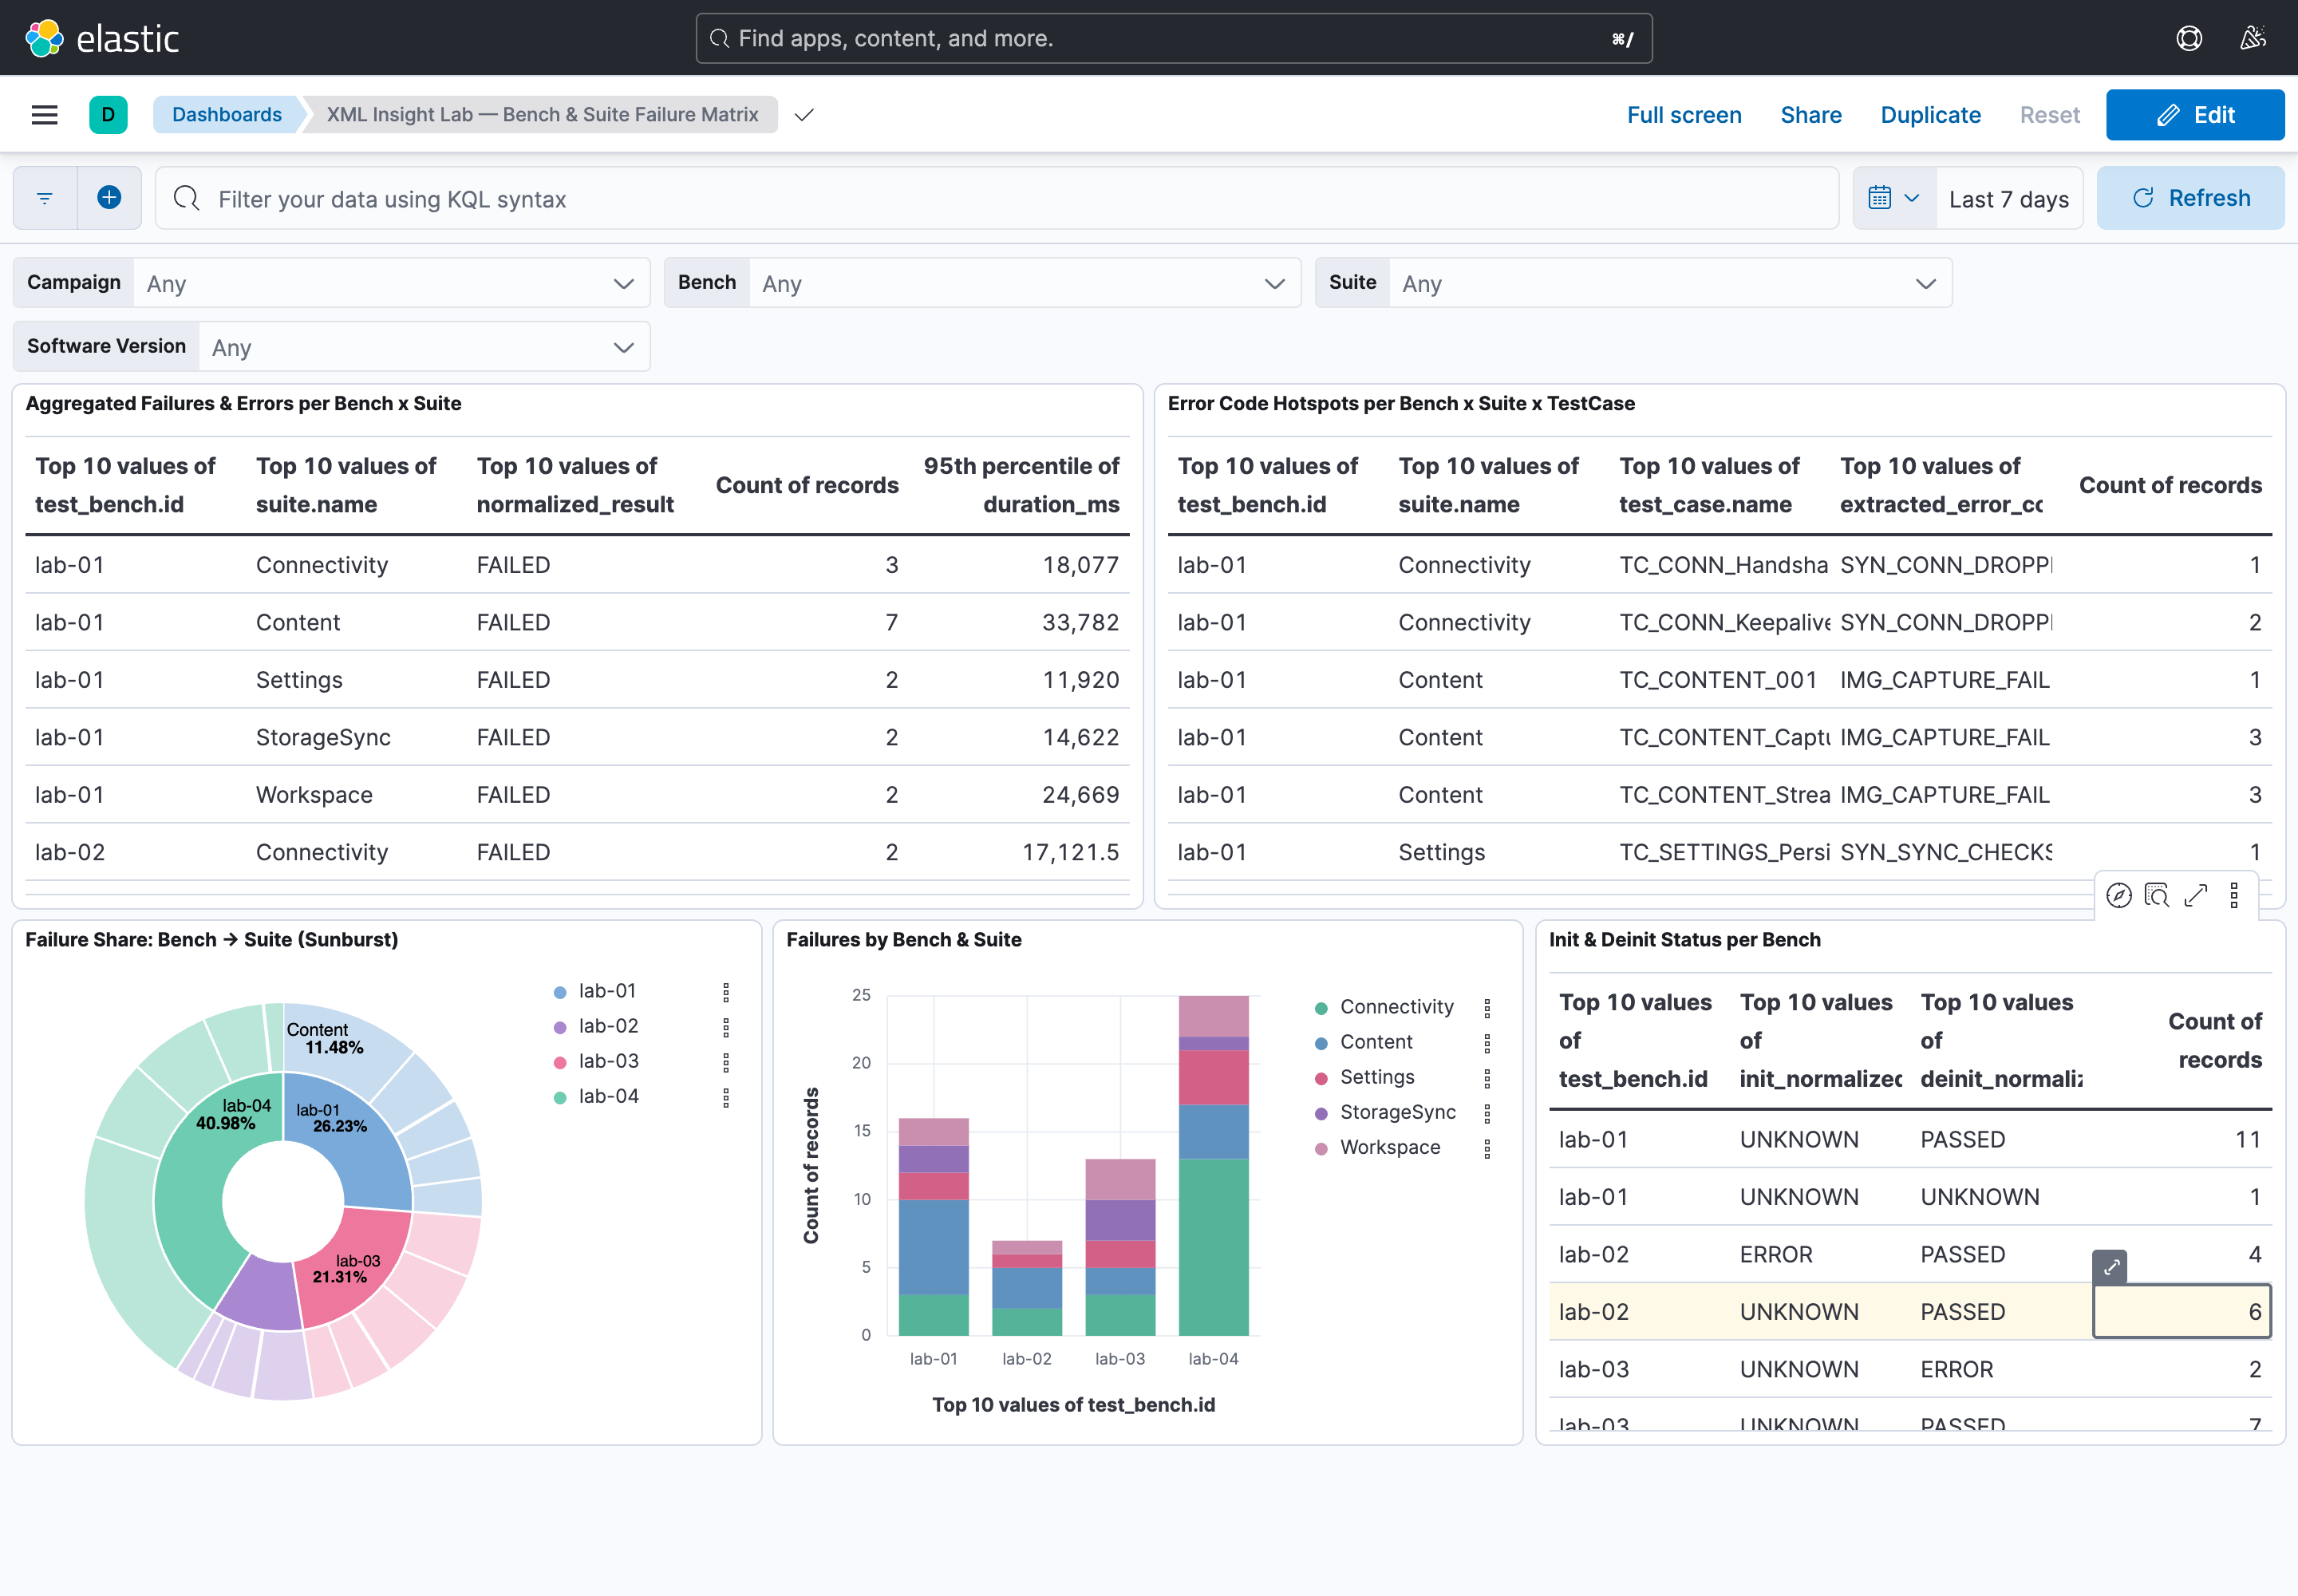 elastic
Find apps, content, and more.
⌘/
D
Dashboards
XML Insight Lab — Bench & Suite Failure Matrix
Full screen
Share
Duplicate
Reset
Edit
Filter your data using KQL syntax
Last 7 days
Refresh
Campaign Any
Bench Any
Suite Any
Software Version Any
Aggregated Failures & Errors per Bench x Suite
Top 10 values of test_bench.id
Top 10 values of suite.name
Top 10 values of normalized_result
Count of records
95th percentile of duration_ms
lab-01 Connectivity FAILED 3 18,077
lab-01 Content FAILED 7 33,782
lab-01 Settings FAILED 2 11,920
lab-01 StorageSync FAILED 2 14,622
lab-01 Workspace FAILED 2 24,669
lab-02 Connectivity FAILED 2 17,121.5
Error Code Hotspots per Bench x Suite x TestCase
Top 10 values of test_bench.id
Top 10 values of suite.name
Top 10 values of test_case.name
Top 10 values of extracted_error_cc
Count of records
lab-01 Connectivity TC_CONN_Handsha SYN_CONN_DROPP 1
lab-01 Connectivity TC_CONN_Keepalive SYN_CONN_DROPP 2
lab-01 Content TC_CONTENT_001 IMG_CAPTURE_FAIL 1
lab-01 Content TC_CONTENT_Captu IMG_CAPTURE_FAIL 3
lab-01 Content TC_CONTENT_Strea IMG_CAPTURE_FAIL 3
lab-01 Settings TC_SETTINGS_Persi SYN_SYNC_CHECKS 1
Failure Share: Bench → Suite (Sunburst)
Content
11.48%
lab-04
40.98%
lab-01
26.23%
lab-03
21.31%
lab-01
lab-02
lab-03
lab-04
Failures by Bench & Suite
Count of records
25
20
15
10
5
0
lab-01
lab-02
lab-03
lab-04
Top 10 values of test_bench.id
Connectivity
Content
Settings
StorageSync
Workspace
Init & Deinit Status per Bench
Top 10 values of test_bench.id
Top 10 values of init_normalized
Top 10 values of deinit_normaliz
Count of records
lab-01 UNKNOWN PASSED 11
lab-01 UNKNOWN UNKNOWN 1
lab-02 ERROR PASSED 4
lab-02 UNKNOWN PASSED 6
lab-03 UNKNOWN ERROR 2
lab-03 UNKNOWN PASSED 7